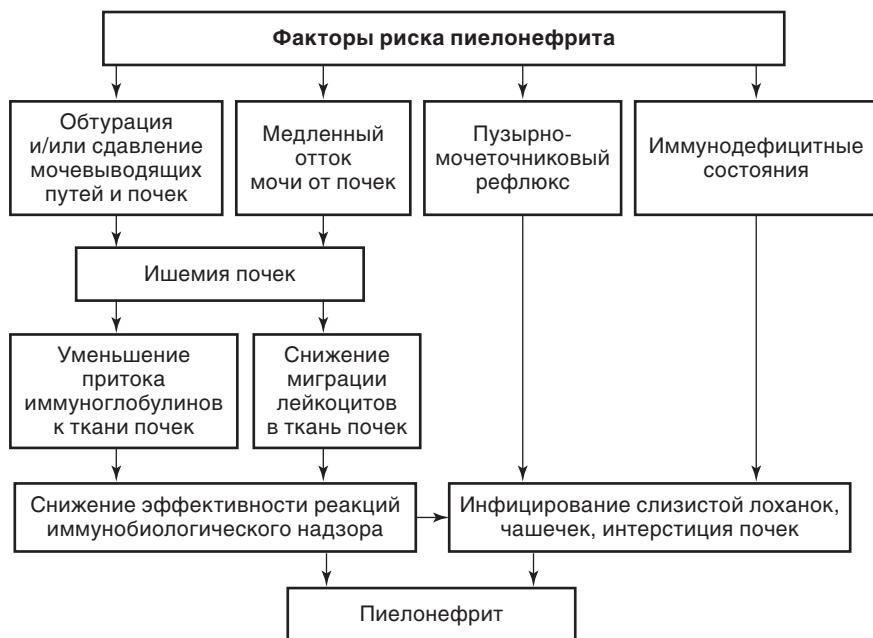 Факторы риска пиелонефрита
Обтурация
и/или сдавление
мочевыводящих
путей и почек
Медленный
отток
мочи от почек
Пузырно-
мочеточниковый
рефлюкс
Иммунодефицитные
состояния
Ишемия почек
Уменьшение
притока
иммуноглобулинов
к ткани почек
Снижение
миграции
лейкоцитов
в ткань почек
Снижение эффективности реакций
иммунобиологического надзора
Инфицирование слизистой лоханок,
чашечек, интерстиция почек
Пиелонефрит